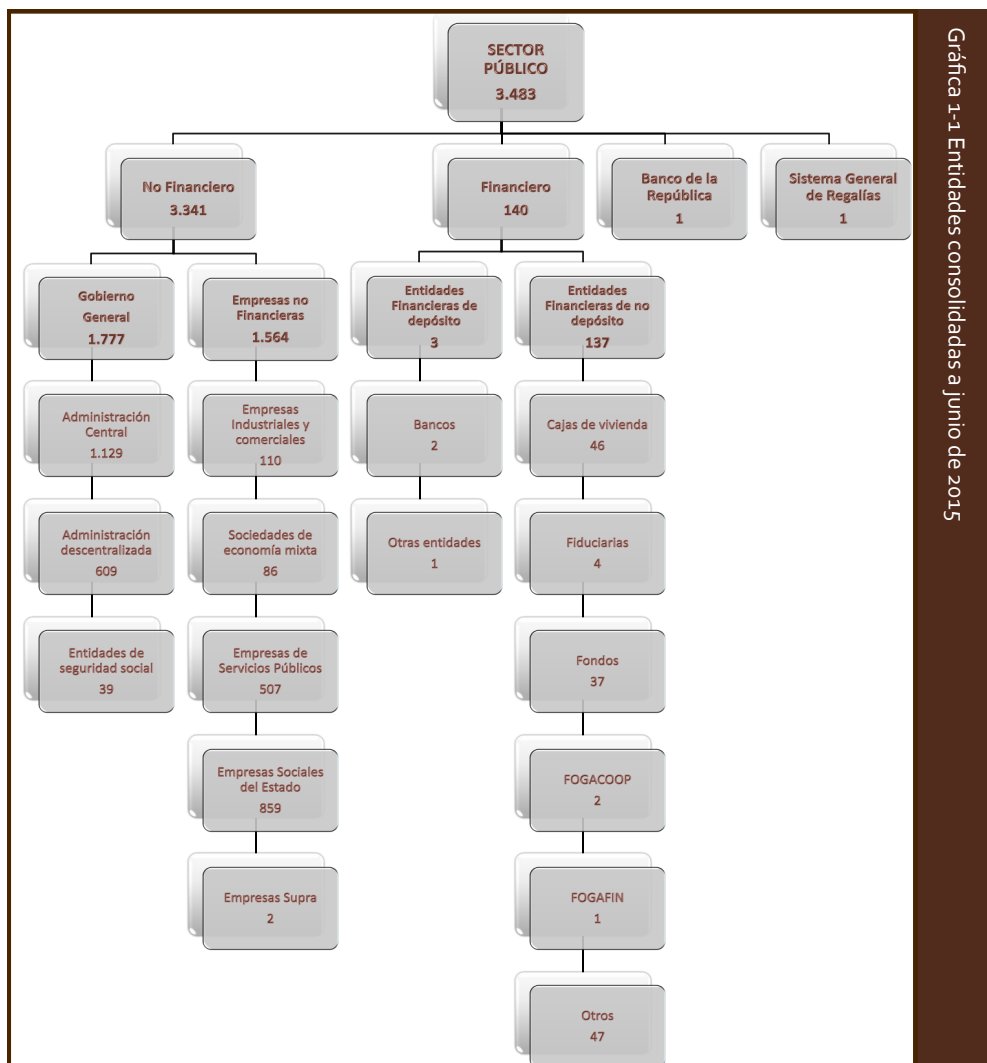 SECTOR
PÚBLICO
3.483
No Financiero
3.341
Financiero
140
Banco de la
República
1
Sistema General
de Regalías
1
Gobierno
General
1.777
Empresas no
Financieras
1.564
Entidades
Financieras de
depósito
3
Entidades
Financieras de no
depósito
137
Administración
Central
1.129
Administración
descentralizada
609
Entidades de
seguridad social
39
Empresas
Industriales y
comerciales
110
Sociedades de
economía mixta
86
Empresas de
Servicios Públicos
507
Empresas Sociales
del Estado
859
Empresas Supra
2
Bancos
2
Otras entidades
1
Cajas de vivienda
46
Fiduciarias
4
Fondos
37
FOGACOOP
2
FOGAFIN
1
Otros
47
Gráfica 1-1 Entidades consolidadas a junio de 2015